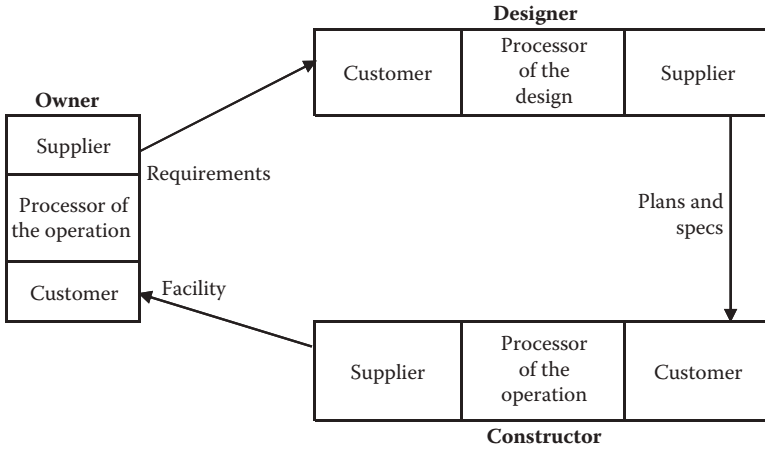 Designer
Customer
Processor
of the
design
Supplier
Owner
Supplier
Processor of
the operation
Customer
Requirements
Plans and
specs
Facility
Supplier
Processor
of the
operation
Customer
Constructor